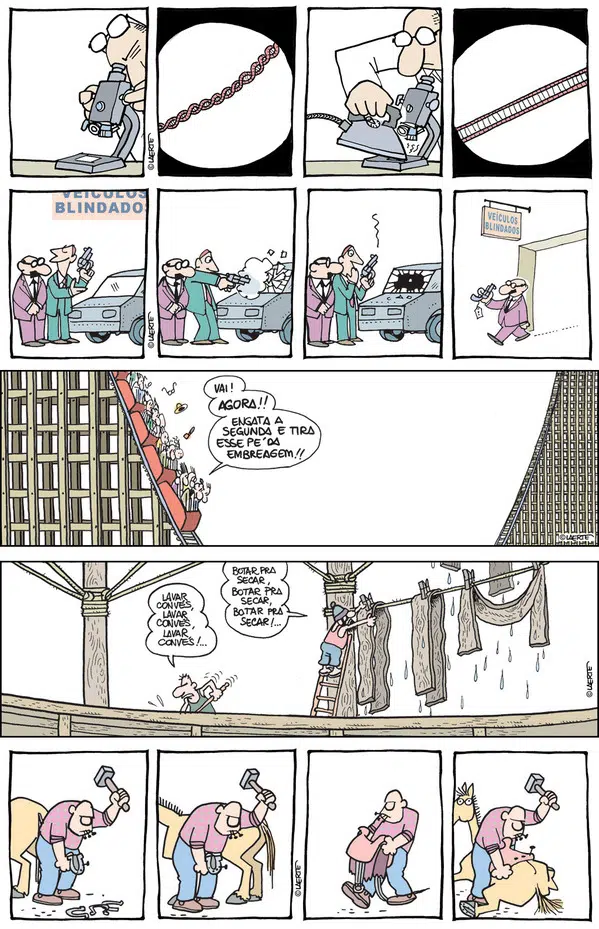 ©LAERTE
VEÍCULOS
BLINDADOS
©LAERTE
VEÍCULOS
BLINDADOS
VAI!
AGORA!!
ENGATA A
SEGUNDA E TIRA
ESSE PÉ DA
EMBREAGEM!!
©LAERTE
LAVAR
CONVÉS,
LAVAR
CONVÉS,
LAVAR
CONVÉS!...
BOTAR PRA
SECAR,
BOTAR PRA
SECAR,
BOTAR PRA
SECAR!...
©LAERTE
©LAERTE